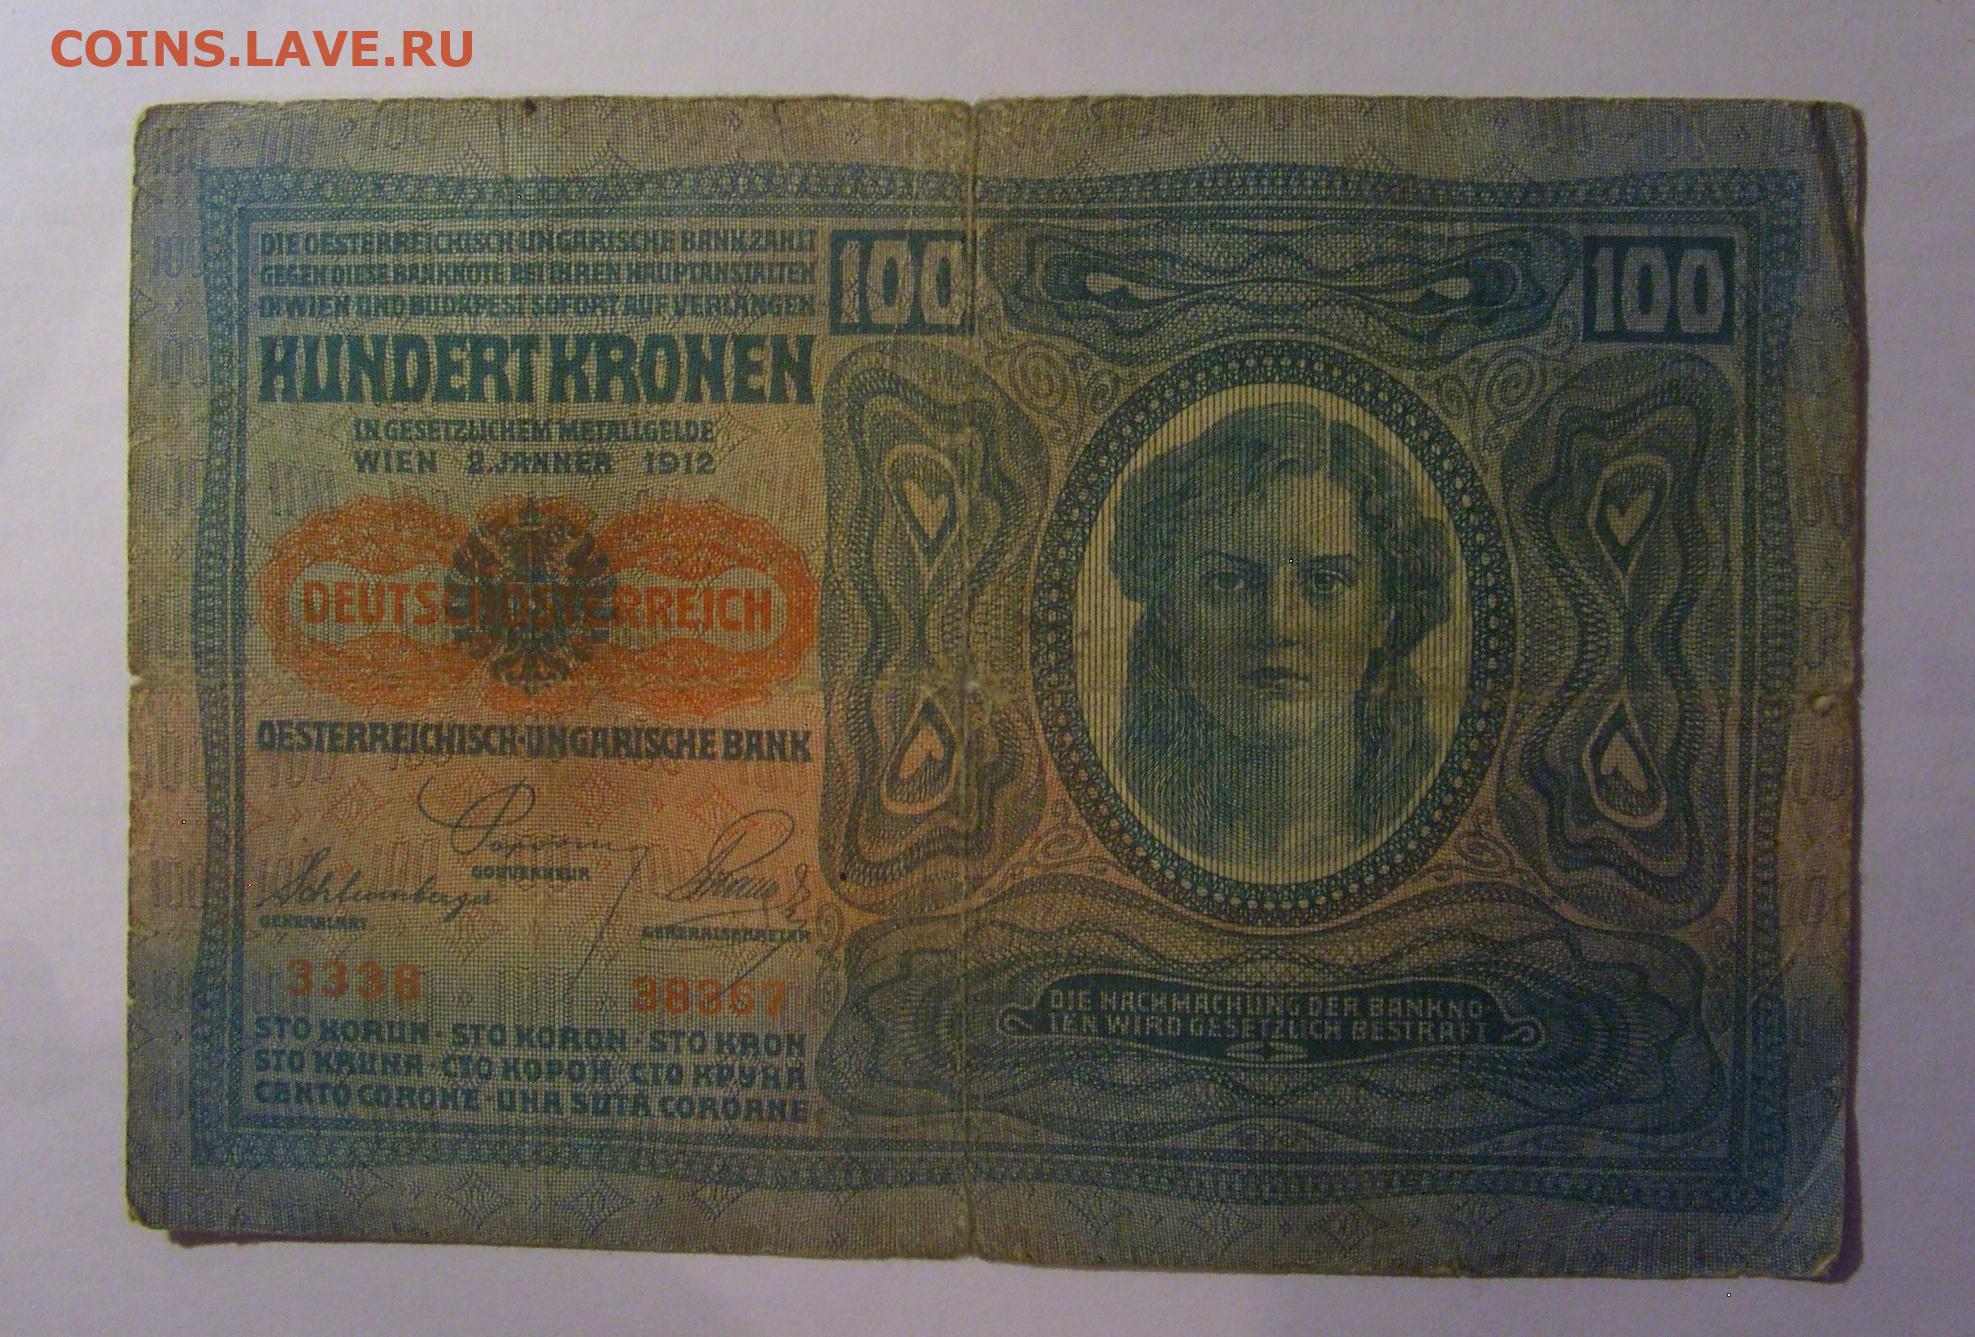 COINS.LAVE.RU
DIE OESTERREICHISCH UNGARISCHE BANK ZAHLT
GEGEN DIESE BANKNOTE BEI IHREN HAUPTANSTALTEN
IN WIEN UND BUDAPEST SOFORT AUF VERLANGEN
100
100
HUNDERT KRONEN
IN GESETZLICHEM METALLGELDE
WIEN 2. JÄNNER 1912
DEUTSCHÖSTERREICH
OESTERREICHISCH-UNGARISCHE BANK
Popovics
GOUVERNEUR
Schlumberger
GENERALRAT
GENERALSEKRETÄR
3338 38367
STO KORUN · STO KORON · STO KRON
STO KRUNA · СТО КОРОН · СТО КРУНА
CENTO CORONE · UNA SUTĂ COROANE
DIE NACHMACHUNG DER BANKNO
TEN WIRD GESETZLICH BESTRAFT